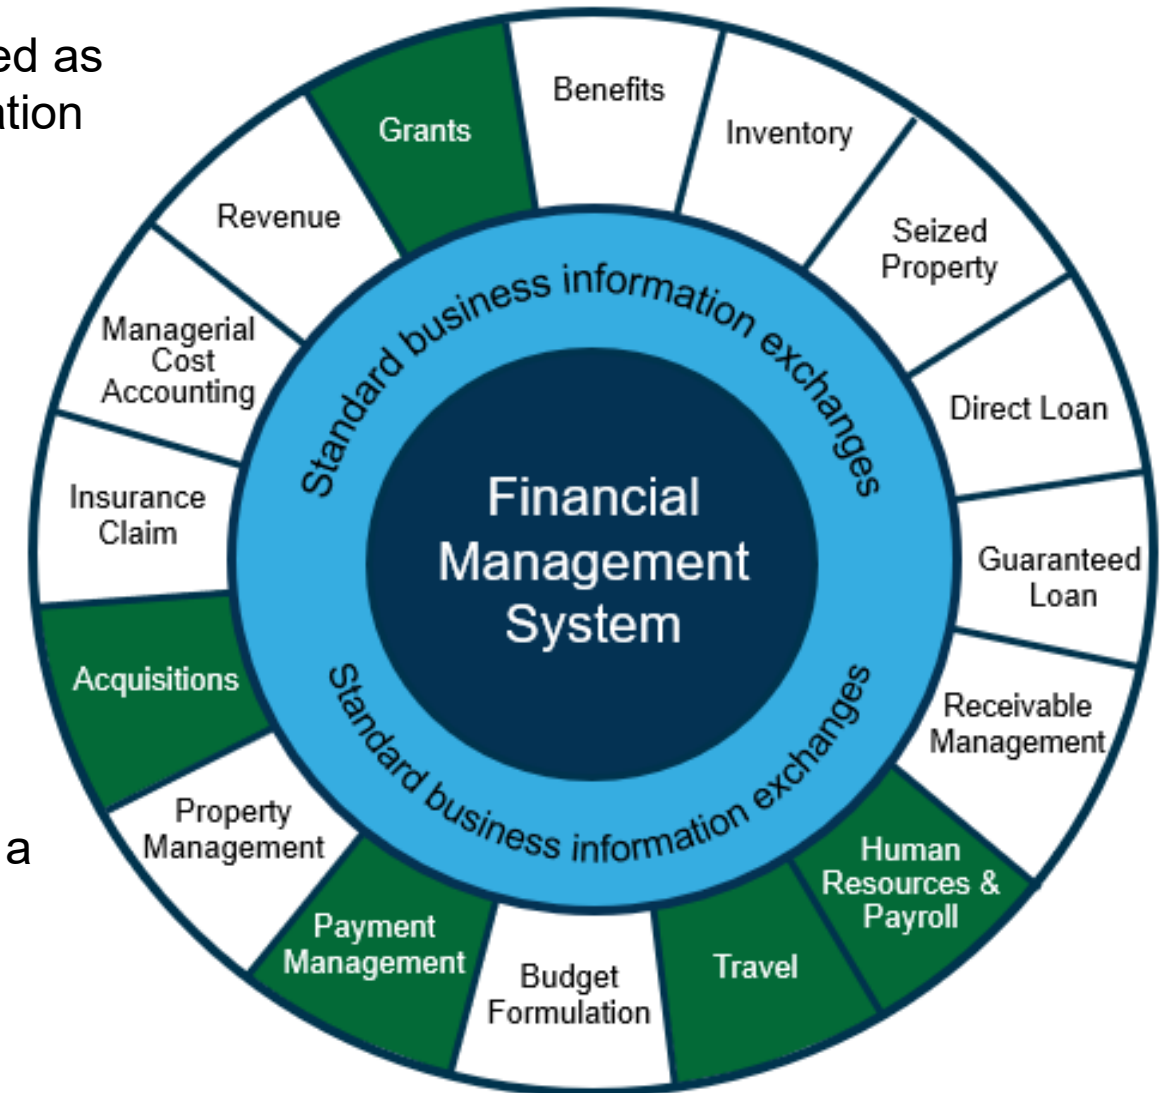 ed as
ation
a
Grants
Benefits
Inventory
Seized
Property
Direct Loan
Guaranteed
Loan
Receivable
Management
Human
Resources &
Payroll
Travel
Budget
Formulation
Payment
Management
Property
Management
Acquisitions
Insurance
Claim
Managerial
Cost
Accounting
Revenue
Standard business information exchanges
Financial
Management
System
Standard business information exchanges